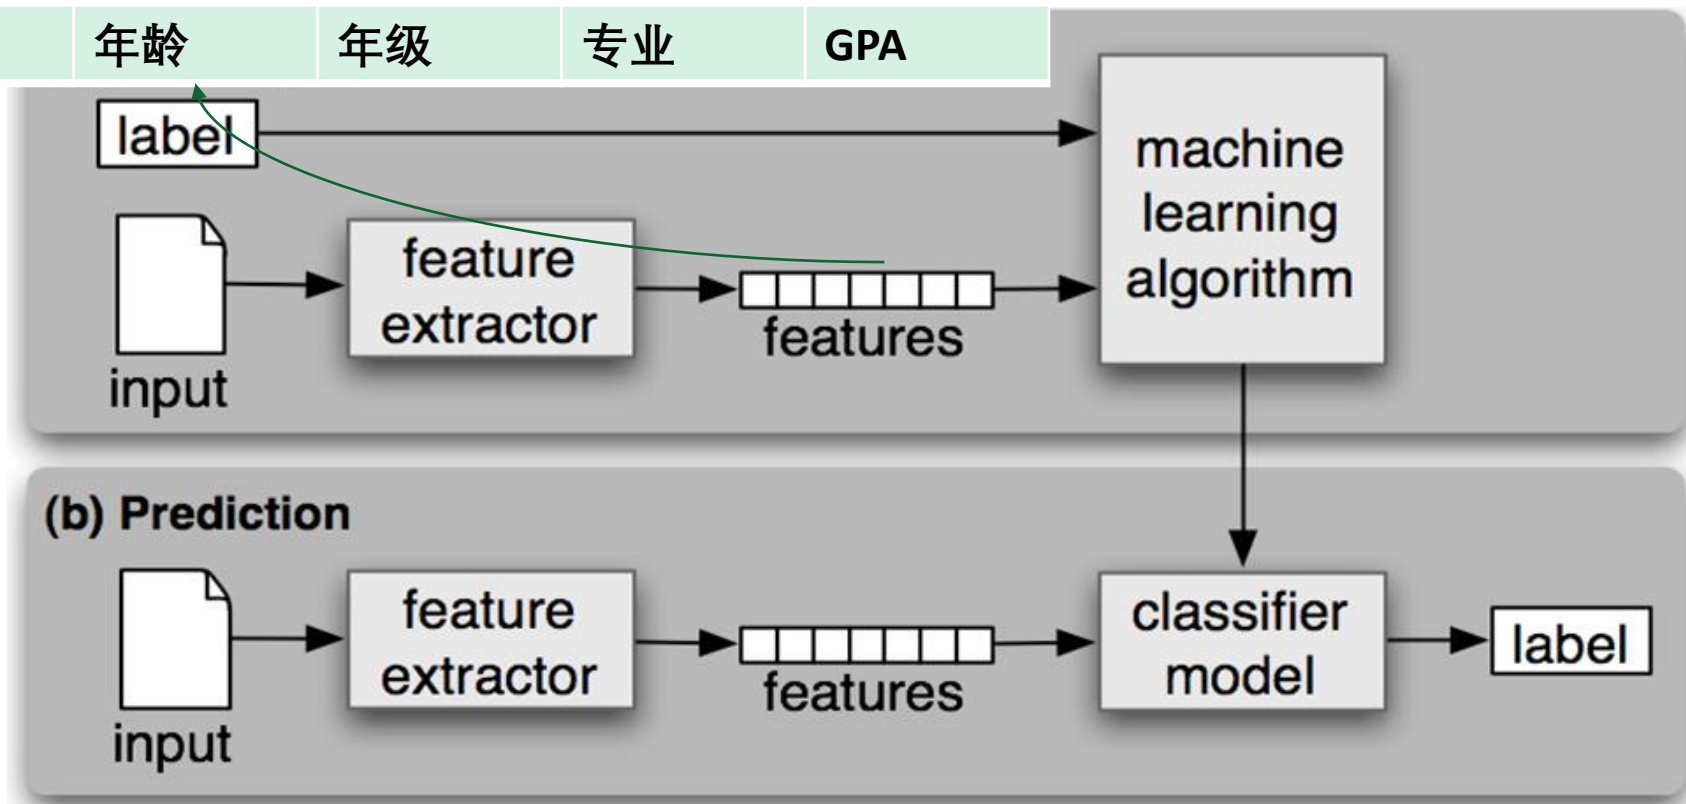 年龄 年级 专业 GPA
label
machine
learning
algorithm
feature
extractor
features
input
(b) Prediction
feature
extractor
features
classifier
model
label
input